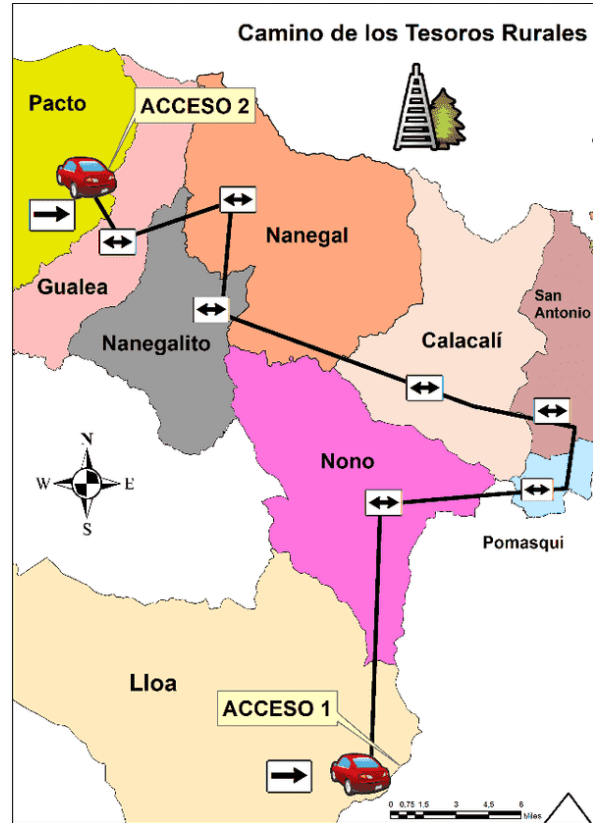 Camino de los Tesoros Rurales
Pacto
ACCESO 2
Nanegal
Gualea
San
Antonio
Nanegalito
Calacalí
N
W E
S
Nono
Pomasqui
Lloa
ACCESO 1
0 0,75 1,5 3 4,5 6
Miles